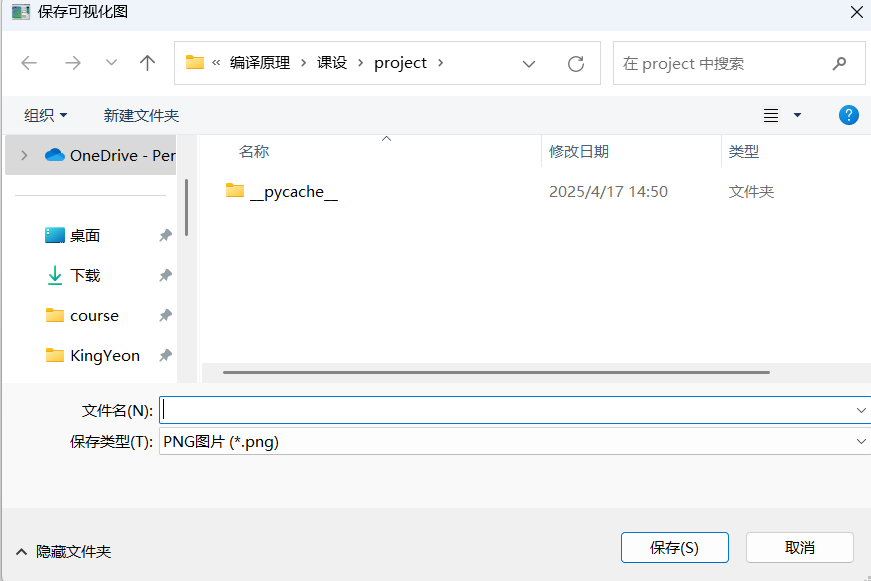 保存可视化图
« 编译原理 › 课设 › project ›
在 project 中搜索
组织
新建文件夹
?
OneDrive - Per
名称
修改日期
类型
__pycache__
2025/4/17 14:50
文件夹
桌面
下载
course
KingYeon
文件名(N):
保存类型(T):
PNG图片 (*.png)
隐藏文件夹
保存(S)
取消